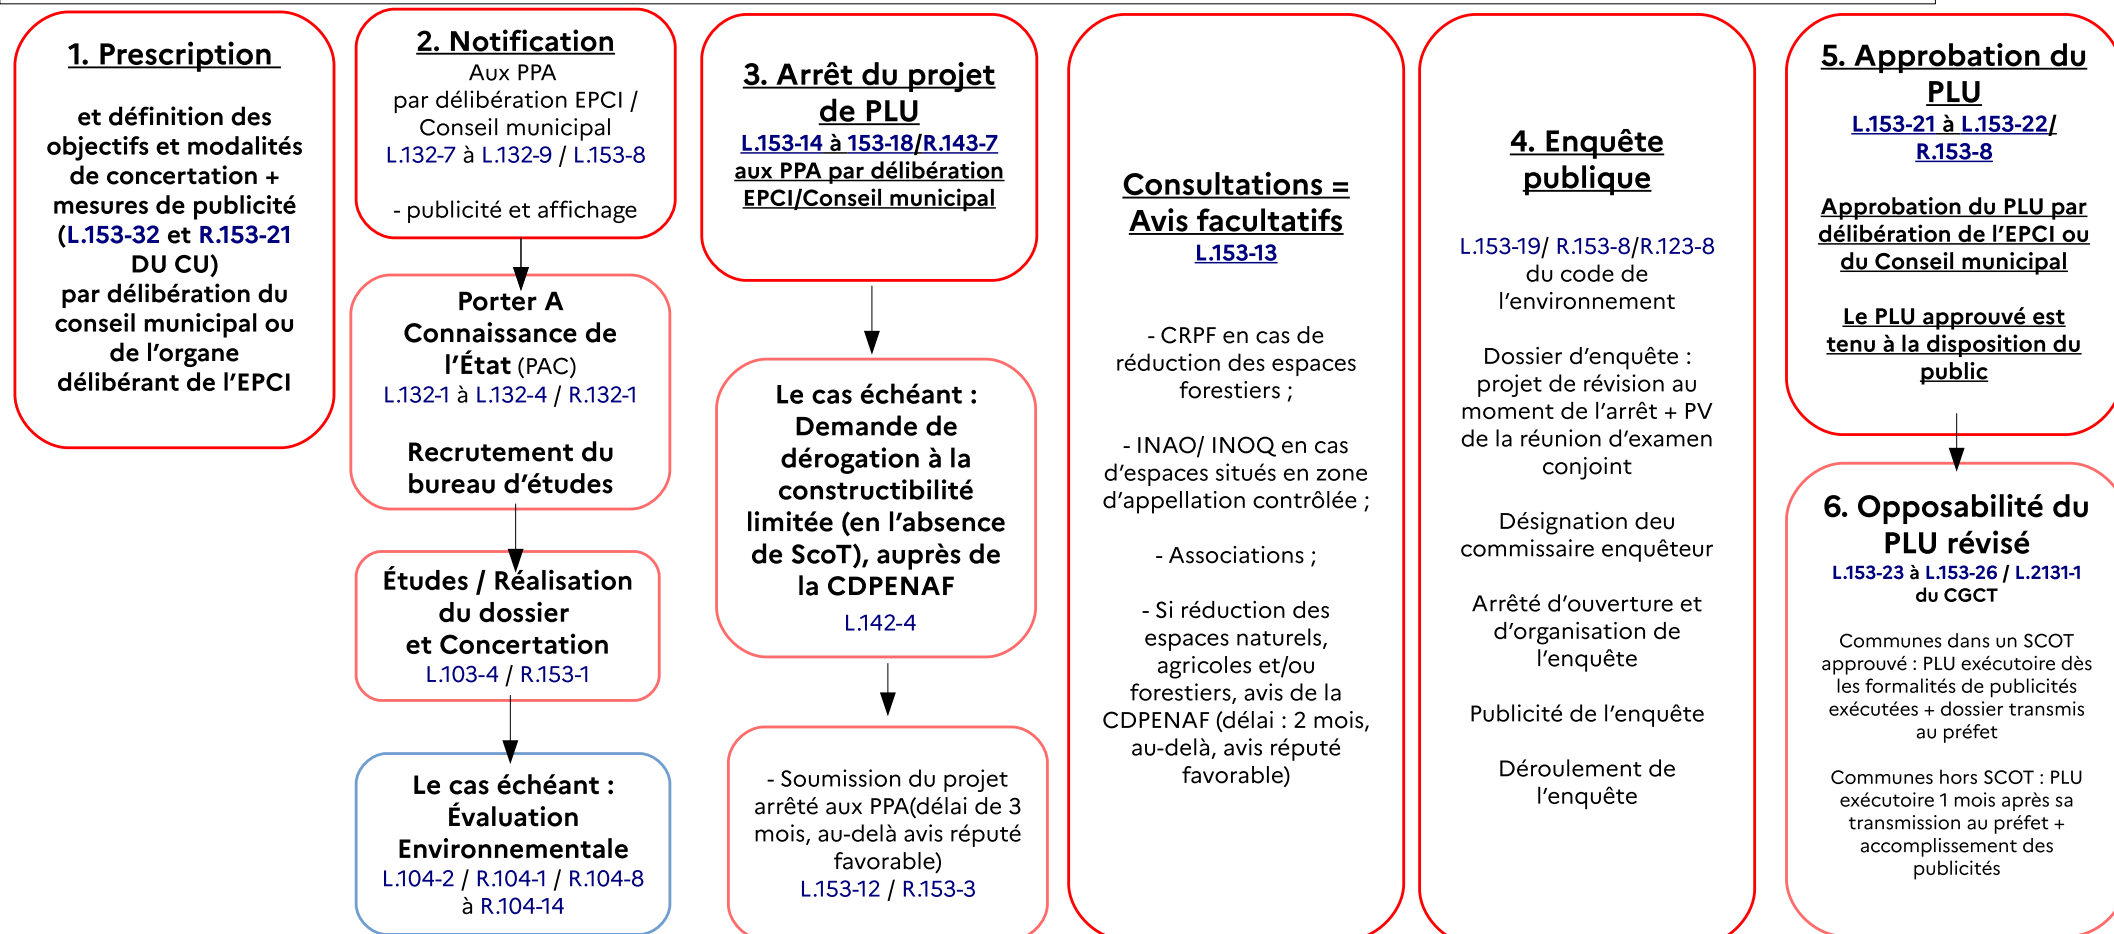 1. Prescription
et définition des
objectifs et modalités
de concertation +
mesures de publicité
(L.153-32 et R.153-21
DU CU)
par délibération du
conseil municipal ou
de l'organe
délibérant de l'EPCI
2. Notification
Aux PPA
par délibération EPCI /
Conseil municipal
L.132-7 à L.132-9 / L.153-8
- publicité et affichage
Porter A
Connaissance de
l'État (PAC)
L.132-1 à L.132-4 / R.132-1
Recrutement du
bureau d'études
Études / Réalisation
du dossier
et Concertation
L.103-4 / R.153-1
Le cas échéant :
Évaluation
Environnementale
L.104-2 / R.104-1 / R.104-8
à R.104-14
3. Arrêt du projet
de PLU
L.153-14 à 153-18/R.143-7
aux PPA par délibération
EPCI/Conseil municipal
Le cas échéant :
Demande de
dérogation à la
constructibilité
limitée (en l'absence
de ScoT), auprès de
la CDPENAF
L.142-4
- Soumission du projet
arrêté aux PPA(délai de 3
mois, au-delà avis réputé
favorable)
L.153-12 / R.153-3
Consultations =
Avis facultatifs
L.153-13
- CRPF en cas de
réduction des espaces
forestiers ;
- INAO/ INOQ en cas
d'espaces situés en zone
d'appellation contrôlée ;
- Associations ;
- Si réduction des
espaces naturels,
agricoles et/ou
forestiers, avis de la
CDPENAF (délai : 2 mois,
au-delà, avis réputé
favorable)
4. Enquête
publique
L.153-19/ R.153-8/R.123-8
du code de
l'environnement
Dossier d'enquête :
projet de révision au
moment de l'arrêt + PV
de la réunion d'examen
conjoint
Désignation deu
commissaire enquêteur
Arrêté d'ouverture et
d'organisation de
l'enquête
Publicité de l'enquête
Déroulement de
l'enquête
5. Approbation du
PLU
L.153-21 à L.153-22/
R.153-8
Approbation du PLU par
délibération de l'EPCI ou
du Conseil municipal
Le PLU approuvé est
tenu à la disposition du
public
6. Opposabilité du
PLU révisé
L.153-23 à L.153-26 / L.2131-1
du CGCT
Communes dans un SCOT
approuvé : PLU exécutoire dès
les formalités de publicités
exécutées + dossier transmis
au préfet
Communes hors SCOT : PLU
exécutoire 1 mois après sa
transmission au préfet +
accomplissement des
publicités